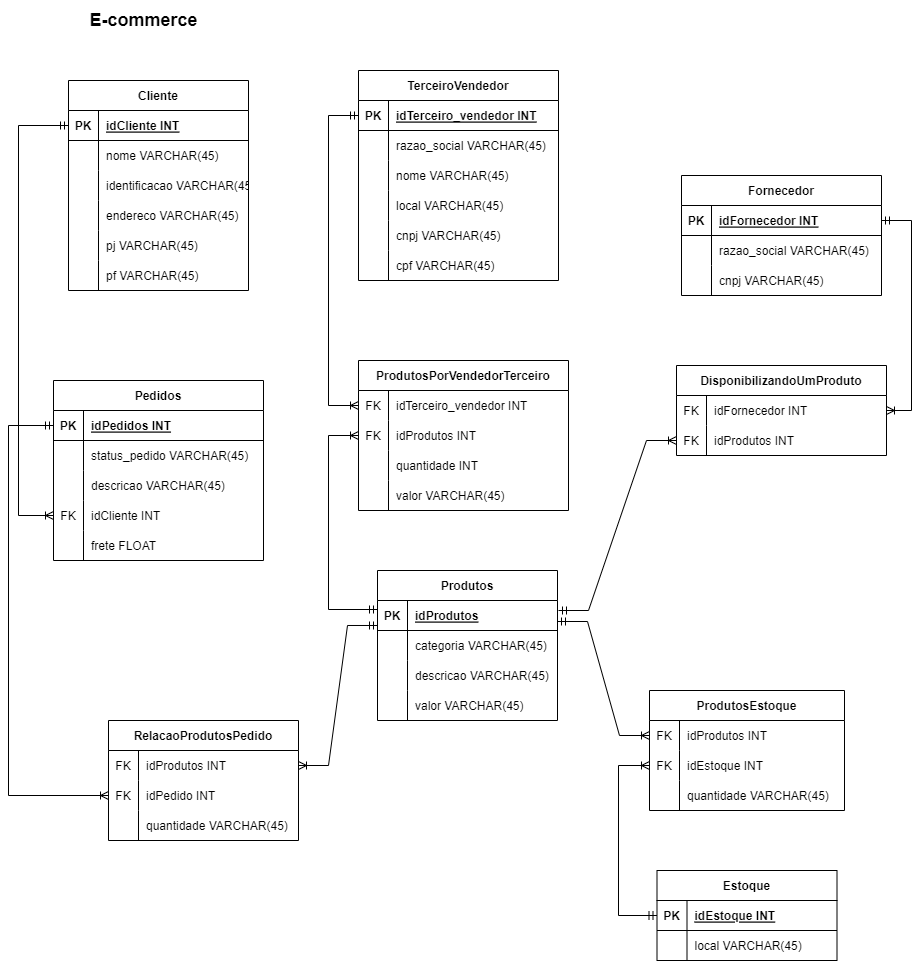 E-commerce
Cliente
PK idCliente INT
nome VARCHAR(45)
identificacao VARCHAR(45
endereco VARCHAR(45)
pj VARCHAR(45)
pf VARCHAR(45)
TerceiroVendedor
PK idTerceiro_vendedor INT
razao_social VARCHAR(45)
nome VARCHAR(45)
local VARCHAR(45)
cnpj VARCHAR(45)
cpf VARCHAR(45)
Fornecedor
PK idFornecedor INT
razao_social VARCHAR(45)
cnpj VARCHAR(45)
Pedidos
PK idPedidos INT
status_pedido VARCHAR(45)
descricao VARCHAR(45)
FK idCliente INT
frete FLOAT
ProdutosPorVendedorTerceiro
FK idTerceiro_vendedor INT
FK idProdutos INT
quantidade INT
valor VARCHAR(45)
DisponibilizandoUmProduto
FK idFornecedor INT
FK idProdutos INT
Produtos
PK idProdutos
categoria VARCHAR(45)
descricao VARCHAR(45)
valor VARCHAR(45)
RelacaoProdutosPedido
FK idProdutos INT
FK idPedido INT
quantidade VARCHAR(45)
ProdutosEstoque
FK idProdutos INT
FK idEstoque INT
quantidade VARCHAR(45)
Estoque
PK idEstoque INT
local VARCHAR(45)